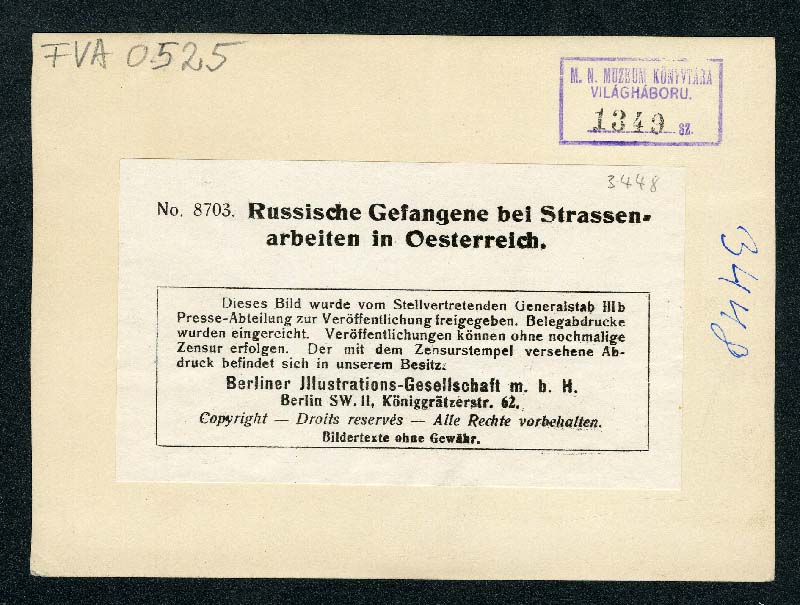 FVA 0525
M. N. MUZEUM KÖNYVTÁRA
VILÁGHÁBORU.
1349 SZ.
3448
No. 8703. Russische Gefangene bei Strassen-
arbeiten in Oesterreich.
3448
Dieses Bild wurde vom Stellvertretenden Generalstab IIIb
Presse-Abteilung zur Veröffentlichung freigegeben. Belegabdrucke
wurden eingereicht. Veröffentlichungen können ohne nochmalige
Zensur erfolgen. Der mit dem Zensurstempel versehene Ab-
druck befindet sich in unserem Besitz.
Berliner Jllustrations-Gesellschaft m. b. H.
Berlin SW. 11, Königgrätzerstr. 62.
Copyright — Droits reservés — Alle Rechte vorbehalten.
Bildertexte ohne Gewähr.